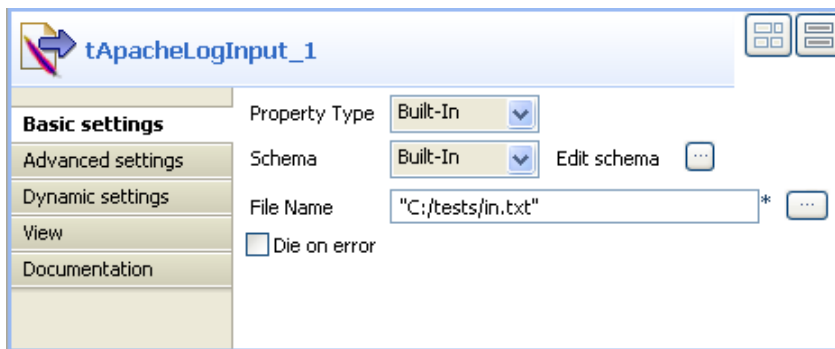 tApacheLogInput_1
Basic settings
Advanced settings
Dynamic settings
View
Documentation
Property Type Built-In
Schema Built-In Edit schema ...
File Name "C:/tests/in.txt" * ...
Die on error